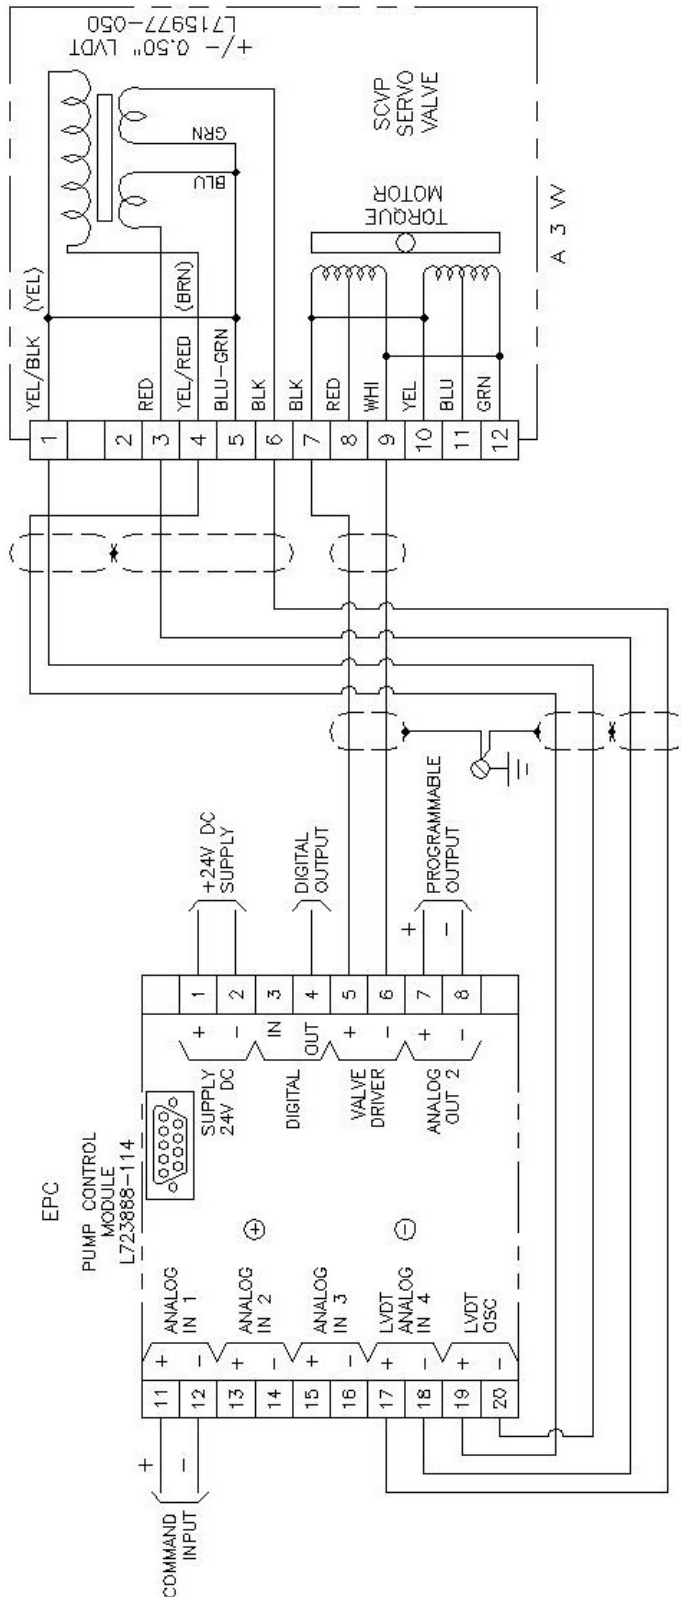 L715977-050
+/- 0.50" LVDT
GRN
BLU
SCVP
SERVO
VALVE
TORQUE
MOTOR
A 3 W
YEL/BLK (YEL)
RED
YEL/RED (BRN)
BLU-GRN
BLK
BLK
RED
WHI
YEL
BLU
GRN
1
2
3
4
5
6
7
8
9
10
11
12
+24V DC
SUPPLY
DIGITAL
OUTPUT
PROGRAMMABLE
OUTPUT
+
-
1
2
3
4
5
6
7
8
+
-
IN
OUT
+
-
+
-
SUPPLY
24V DC
DIGITAL
VALVE
DRIVER
ANALOG
OUT 2
EPC
PUMP CONTROL
MODULE
L723888-114
+
-
ANALOG
IN 1
ANALOG
IN 2
ANALOG
IN 3
LVDT
ANALOG
IN 4
LVDT
OSC
+
-
+
-
+
-
+
-
+
-
11
12
13
14
15
16
17
18
19
20
+
-
COMMAND
INPUT